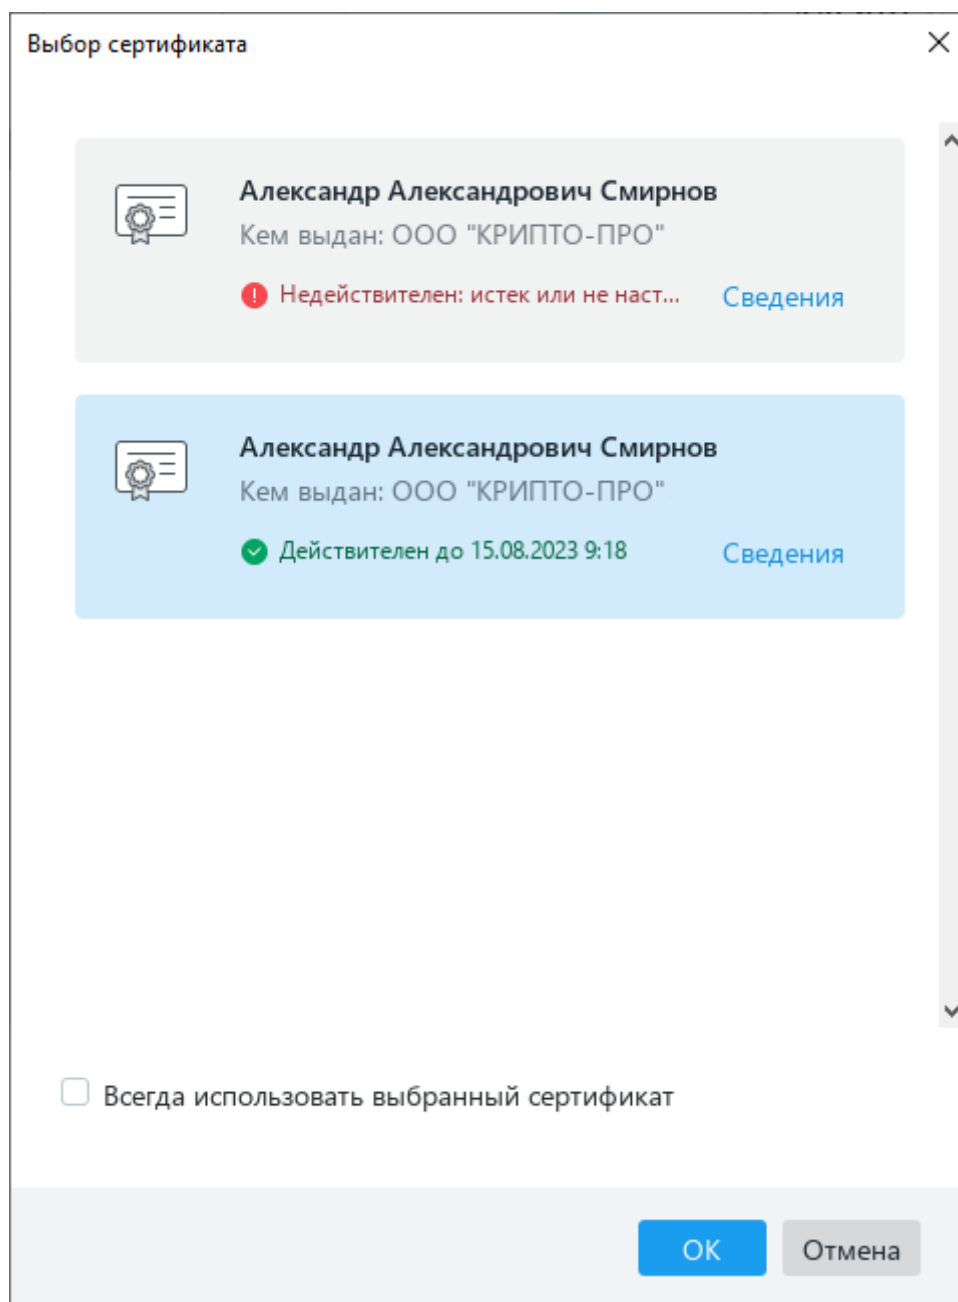 Выбор сертификата
Александр Александрович Смирнов
Кем выдан: ООО "КРИПТО-ПРО"
Недействителен: истек или не наст...
Сведения
Александр Александрович Смирнов
Кем выдан: ООО "КРИПТО-ПРО"
Действителен до 15.08.2023 9:18
Сведения
Всегда использовать выбранный сертификат
ОК
Отмена